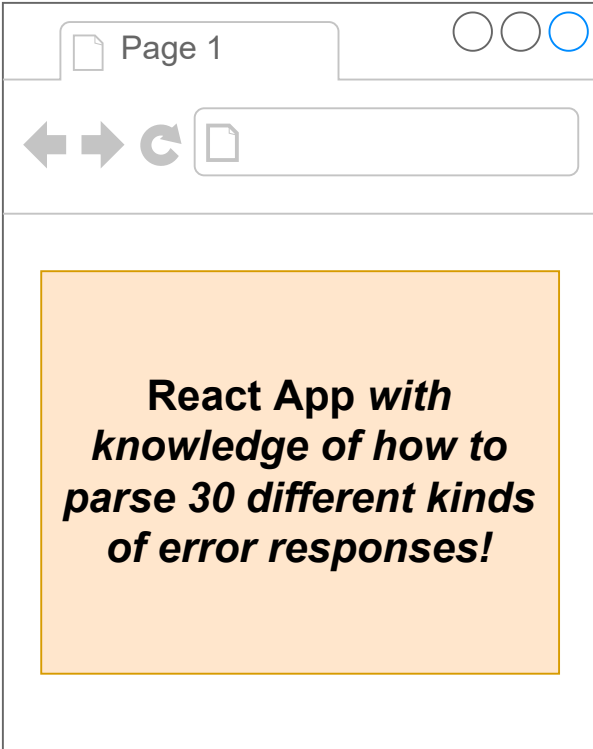 Page 1
React App with
knowledge of how to
parse 30 different kinds
of error responses!